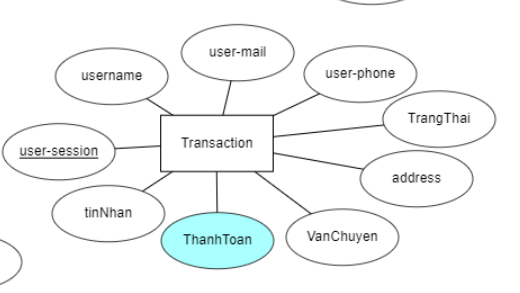 user-mail
username
user-phone
TrangThai
Transaction
user-session
address
tinNhan
ThanhToan
VanChuyen